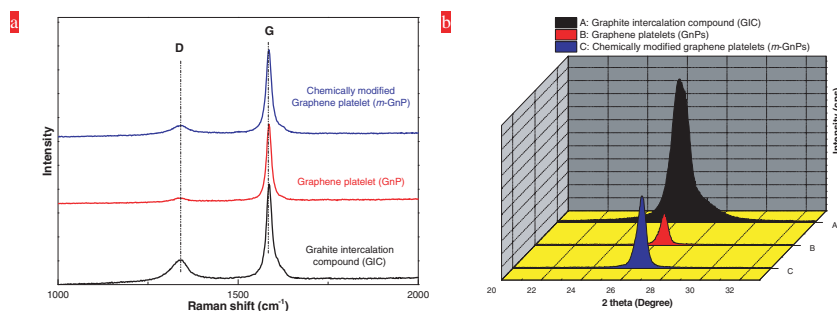 a
D
G
Chemically modified
Graphene platelet (m-GnP)
Graphene platelet (GnP)
Grahite intercalation
compound (GIC)
Intensity
1000
1500
2000
Raman shift (cm-1)
b
A: Graphite intercalation compound (GIC)
B: Graphene platelets (GnPs)
C: Chemically modified graphene platelets (m-GnPs)
Intensity (cps)
A
B
C
20
22
24
26
28
30
32
2 theta (Degree)